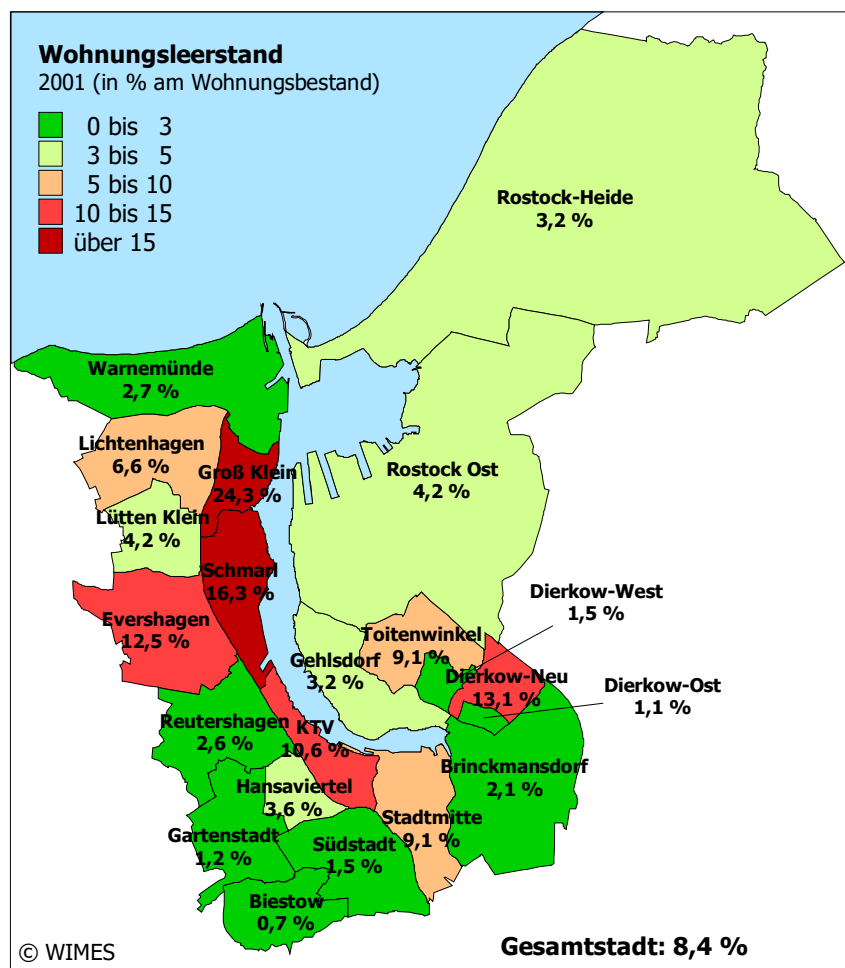 Wohnungsleerstand
2001 (in % am Wohnungsbestand)
0 bis 3
3 bis 5
5 bis 10
10 bis 15
über 15
Rostock-Heide
3,2 %
Warnemünde
2,7 %
Lichtenhagen
6,6 %
Groß Klein
24,3 %
Rostock Ost
4,2 %
Lütten Klein
4,2 %
Schmarl
16,3 %
Dierkow-West
1,5 %
Evershagen
12,5 %
Toitenwinkel
9,1 %
Gehlsdorf
3,2 %
Dierkow-Neu
13,1 %
Dierkow-Ost
1,1 %
Reutershagen
2,6 %
KTV
10,6 %
Brinckmansdorf
2,1 %
Hansaviertel
3,6 %
Stadtmitte
9,1 %
Gartenstadt
1,2 %
Südstadt
1,5 %
Biestow
0,7 %
Gesamtstadt: 8,4 %
© WIMES